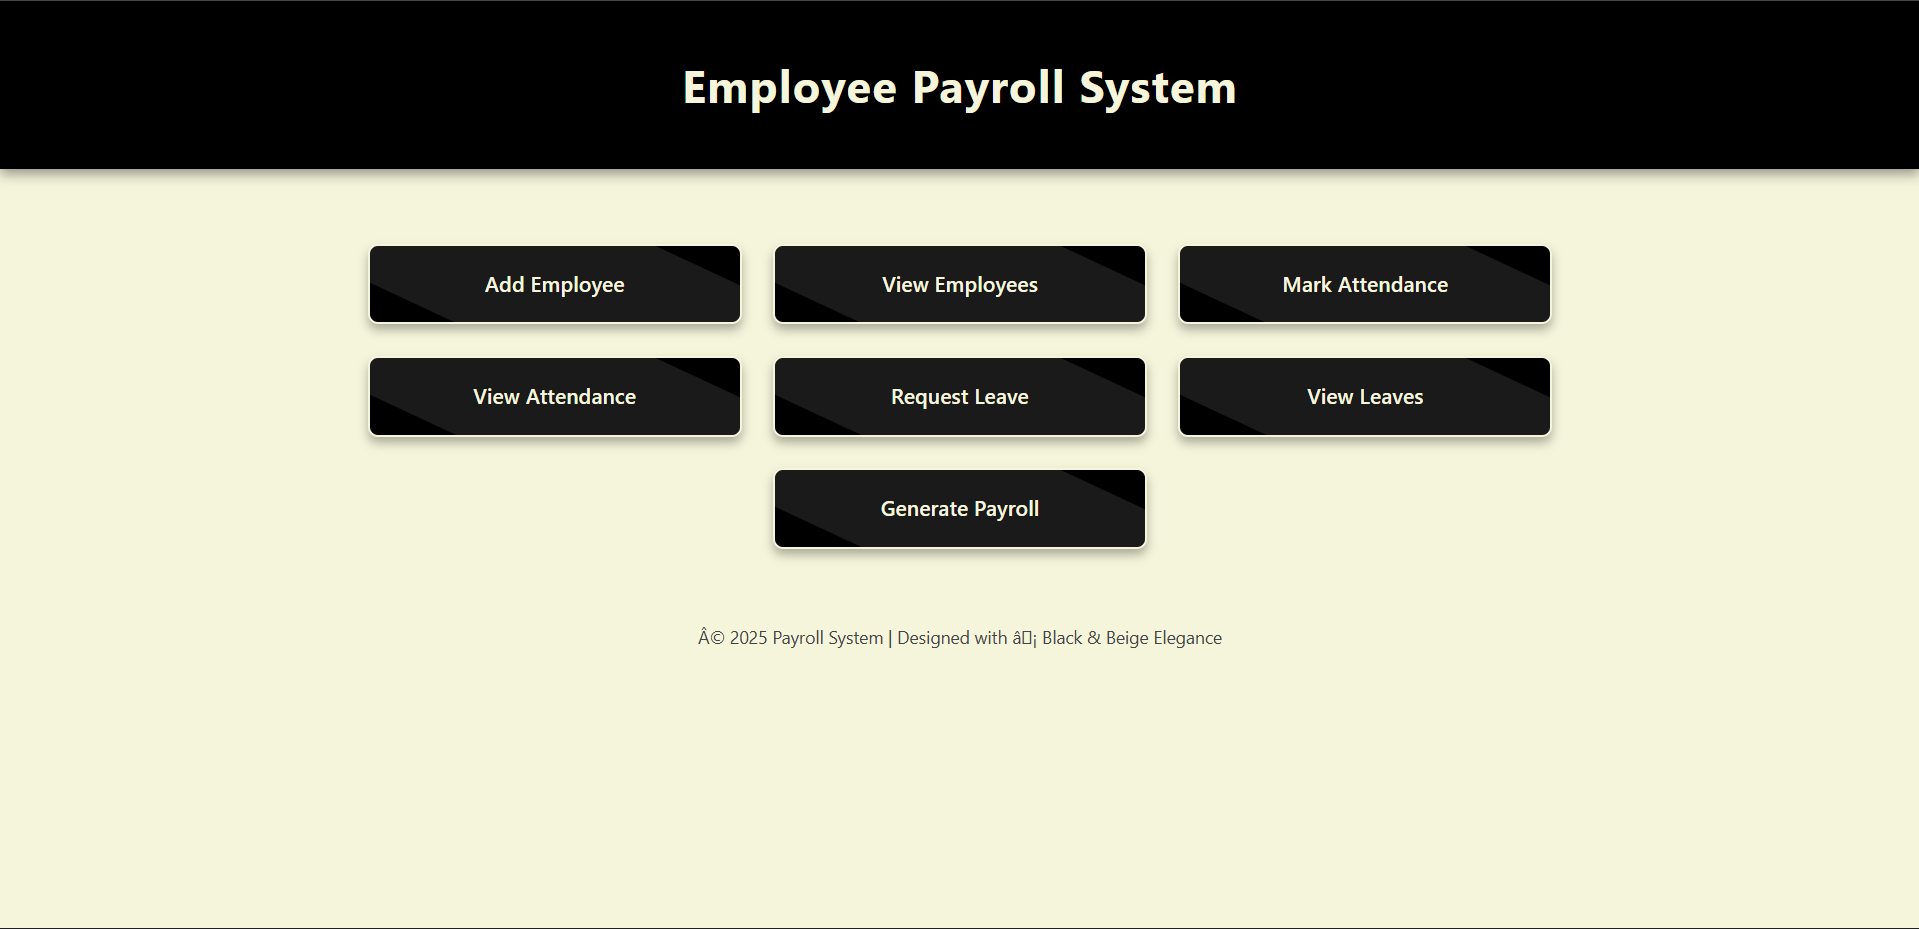 Employee Payroll System
Add Employee
View Employees
Mark Attendance
View Attendance
Request Leave
View Leaves
Generate Payroll
Â© 2025 Payroll System | Designed with â▯¡ Black & Beige Elegance